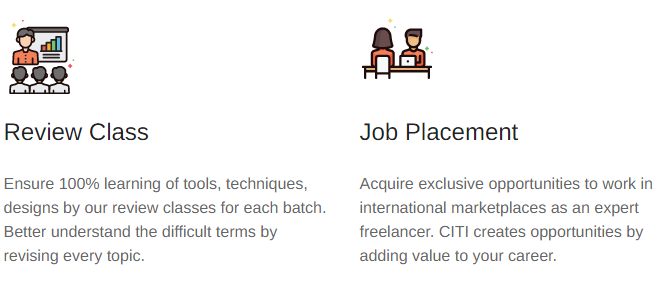 Review Class
Ensure 100% learning of tools, techniques,
designs by our review classes for each batch.
Better understand the difficult terms by
revising every topic.
Job Placement
Acquire exclusive opportunities to work in
international marketplaces as an expert
freelancer. CITI creates opportunities by
adding value to your career.